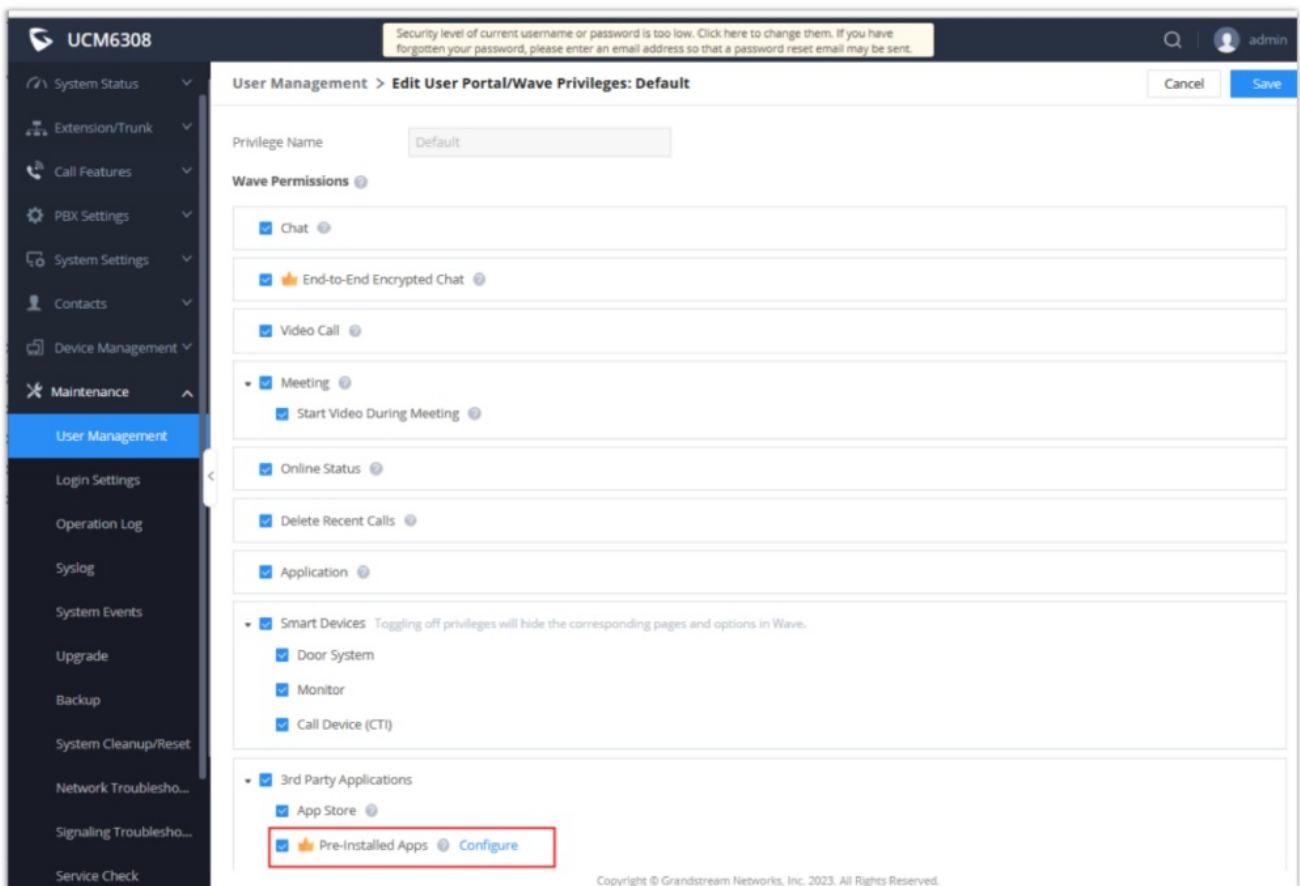 UCM6308
Security level of current username or password is too low. Click here to change them. If you have
forgotten your password, please enter an email address so that a password reset email may be sent.
admin
System Status
Extension/Trunk
Call Features
PBX Settings
System Settings
Contacts
Device Management
Maintenance
User Management
Login Settings
Operation Log
Syslog
System Events
Upgrade
Backup
System Cleanup/Reset
Network Troublesho...
Signaling Troublesho...
Service Check
User Management > Edit User Portal/Wave Privileges: Default
Cancel
Save
Privilege Name
Default
Wave Permissions
Chat
End-to-End Encrypted Chat
Video Call
Meeting
Start Video During Meeting
Online Status
Delete Recent Calls
Application
Smart Devices Toggling off privileges will hide the corresponding pages and options in Wave.
Door System
Monitor
Call Device (CTI)
3rd Party Applications
App Store
Pre-Installed Apps Configure
Copyright © Grandstream Networks, Inc. 2023. All Rights Reserved.